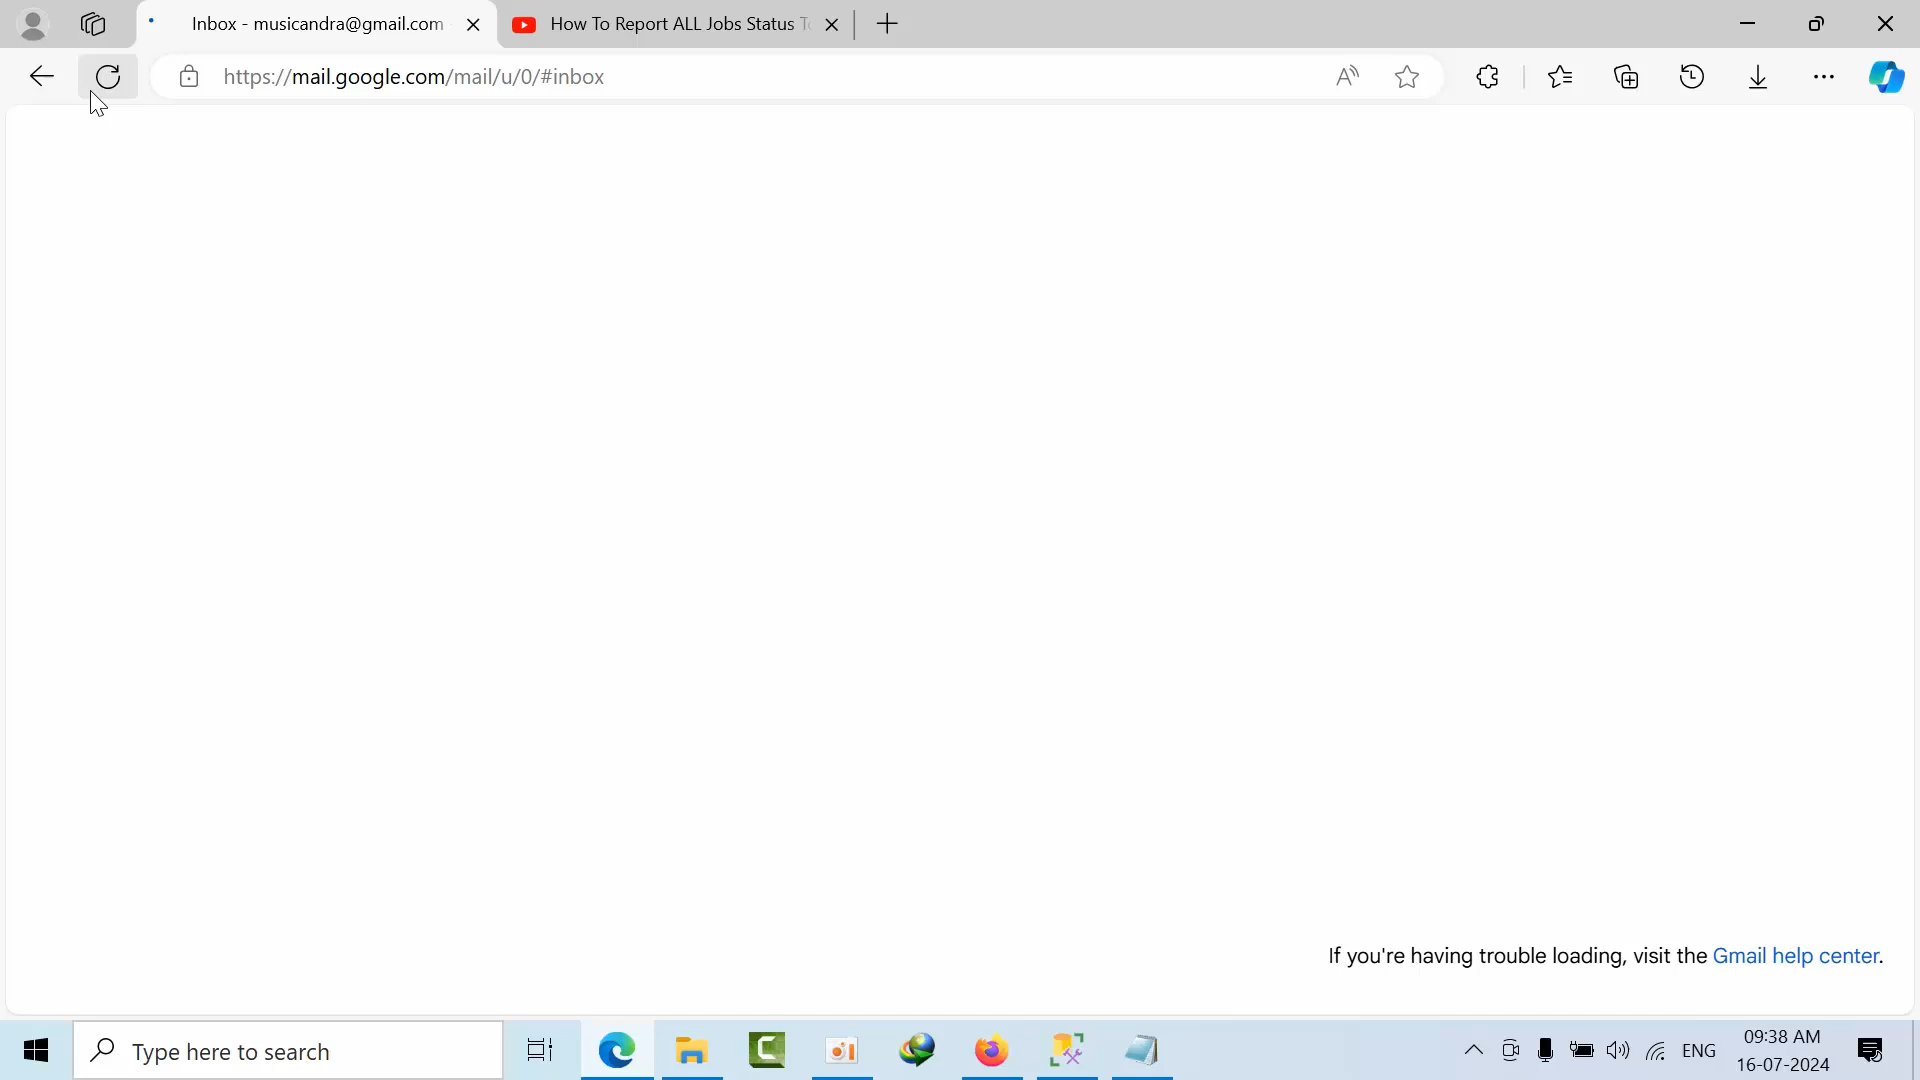 Inbox - musicandra@gmail.com
How To Report ALL Jobs Status T
https://mail.google.com/mail/u/0/#inbox
If you're having trouble loading, visit the Gmail help center.
Type here to search
ENG
09:38 AM
16-07-2024